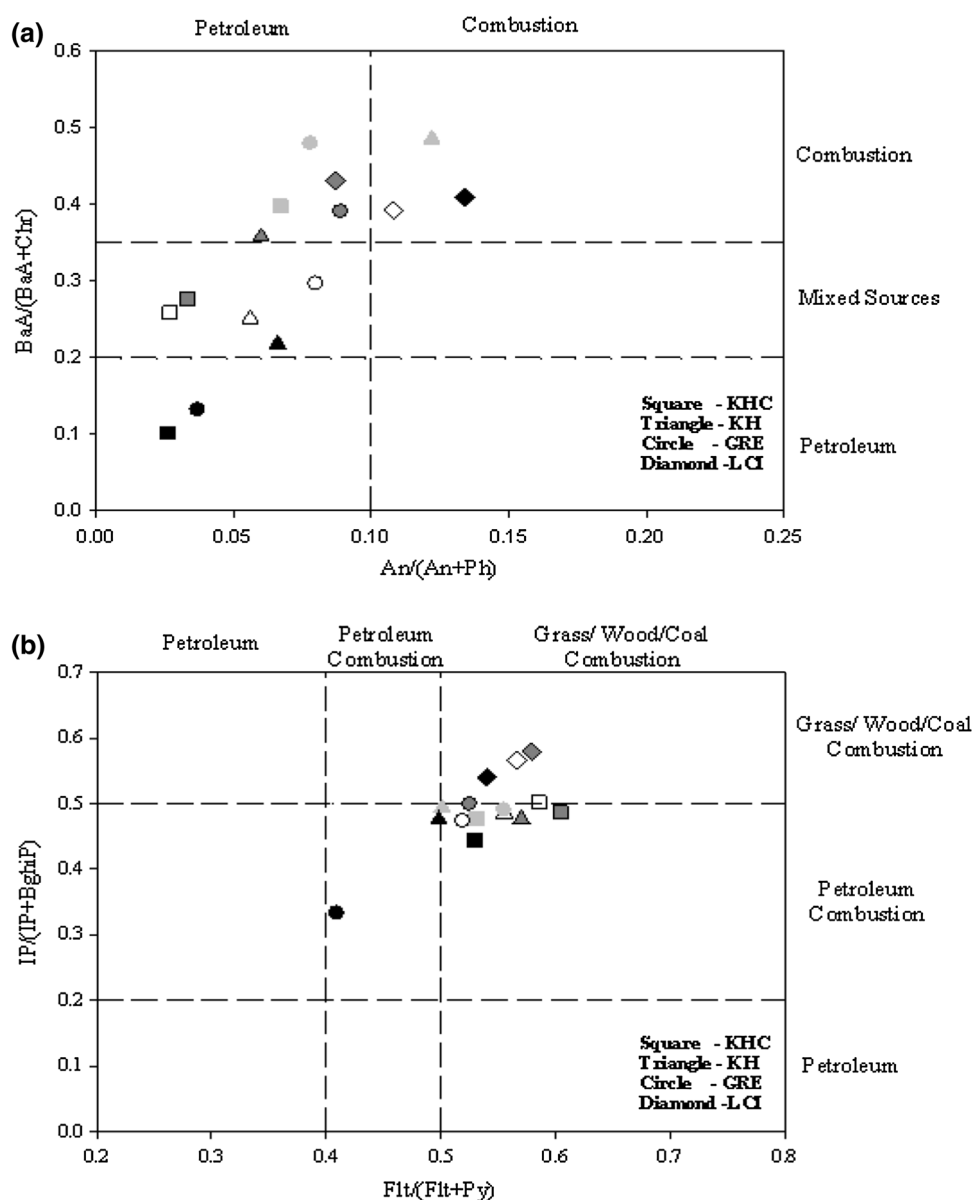 (a)
Petroleum
Combustion
0.6
0.5
0.4
0.3
0.2
0.1
0.0
BaA/(BaA+Chr)
Combustion
Mixed Sources
Petroleum
Square - KHC
Triangle - KH
Circle - GRE
Diamond -LCI
0.00
0.05
0.10
0.15
0.20
0.25
An/(An+Ph)
(b)
Petroleum
Petroleum
Combustion
Grass/ Wood/Coal
Combustion
0.7
0.6
0.5
0.4
0.3
0.2
0.1
0.0
IP/(IP+BghiP)
Grass/ Wood/Coal
Combustion
Petroleum
Combustion
Petroleum
Square - KHC
Triangle - KH
Circle - GRE
Diamond -LCI
0.2
0.3
0.4
0.5
0.6
0.7
0.8
Flt/(Flt+Py)